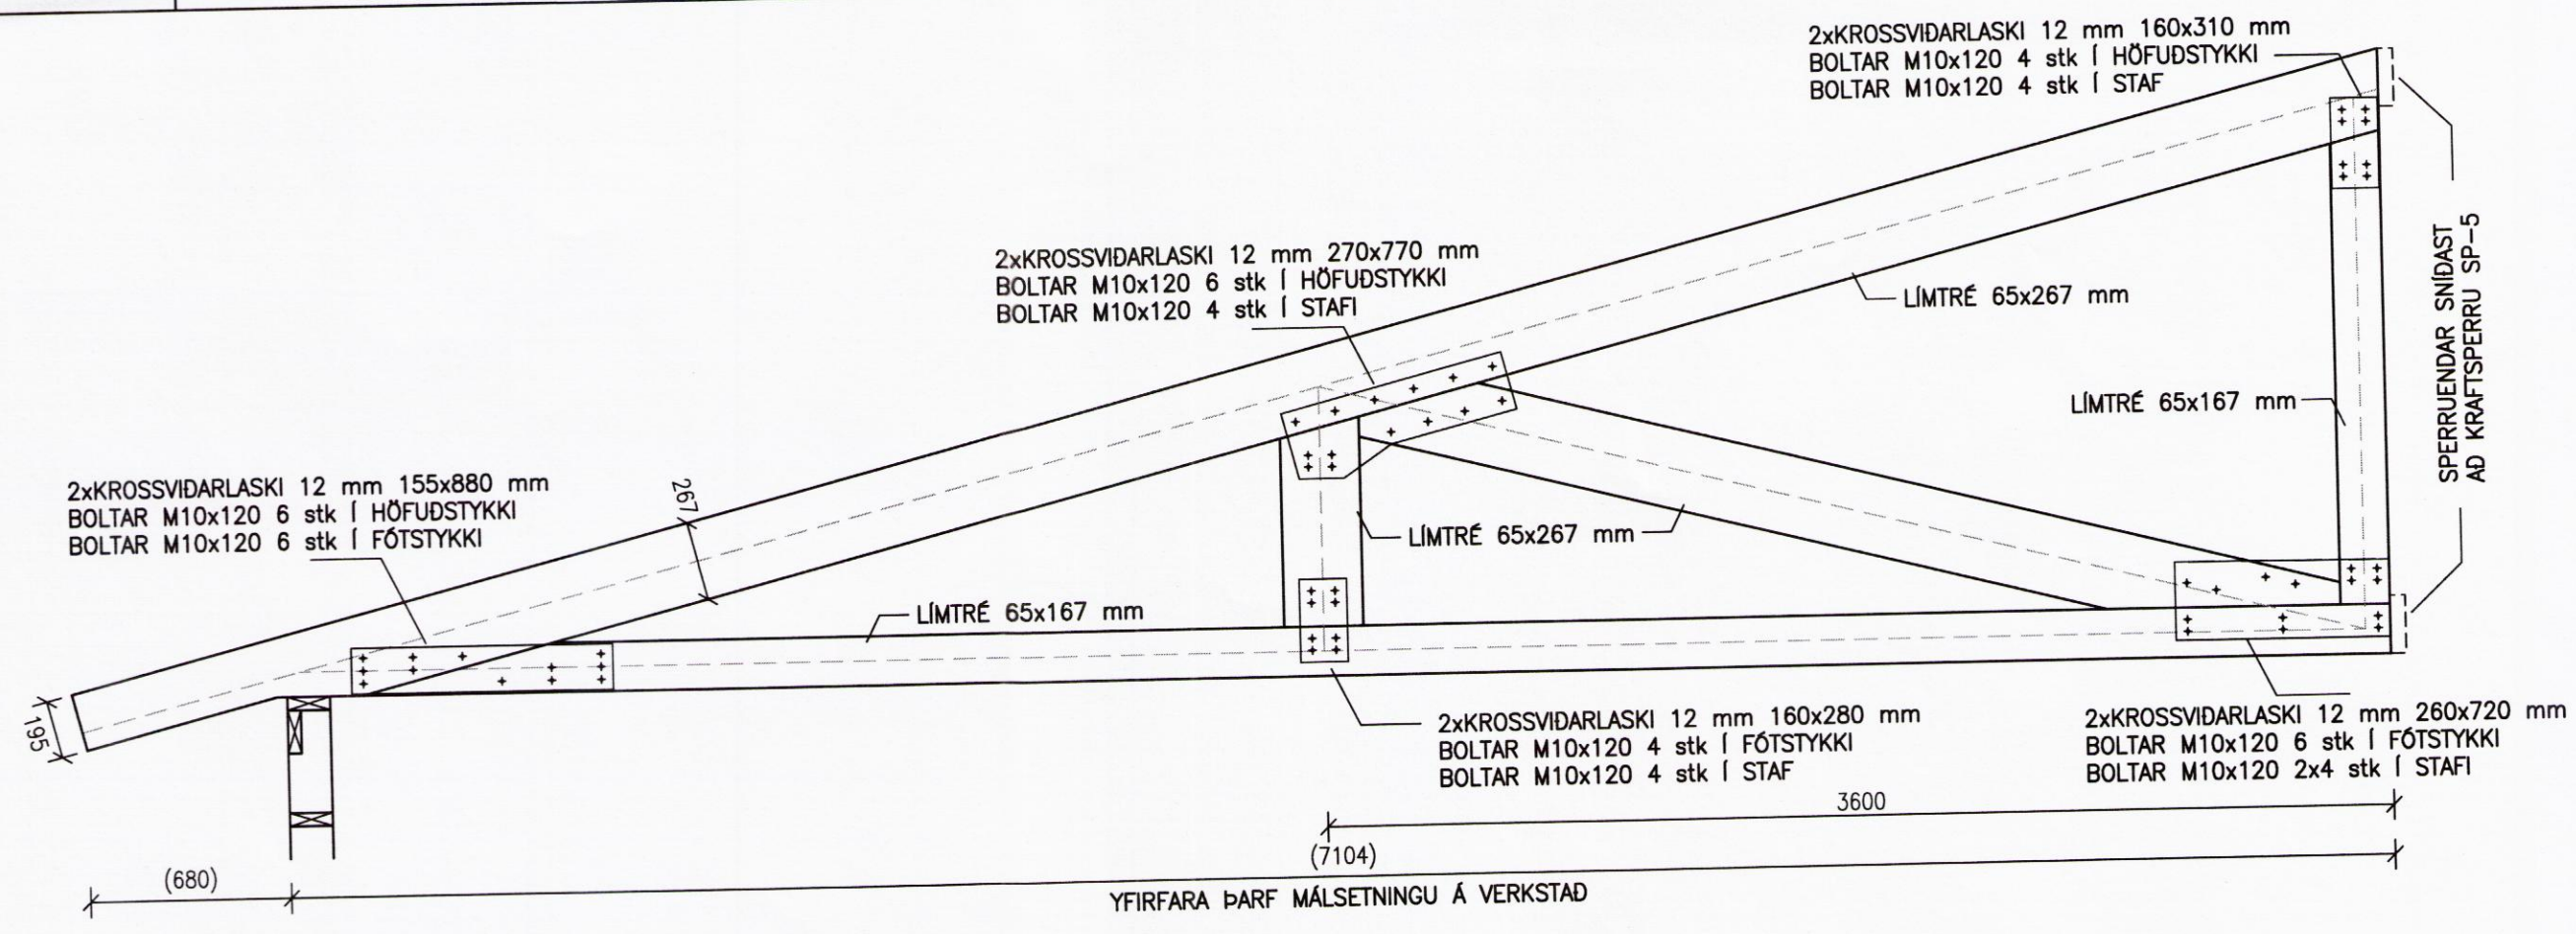 2xKROSSVIÐARLASKI 12 mm 160x310 mm
BOLTAR M10x120 4 stk Í HÖFUÐSTYKKI
BOLTAR M10x120 4 stk Í STAF
2xKROSSVIÐARLASKI 12 mm 270x770 mm
BOLTAR M10x120 6 stk Í HÖFUÐSTYKKI
BOLTAR M10x120 4 stk Í STAFI
LÍMTRÉ 65x267 mm
SPERRUENDAR SNÍÐAST
AÐ KRAFTSPERRU SP-5
LÍMTRÉ 65x167 mm
2xKROSSVIÐARLASKI 12 mm 155x880 mm
BOLTAR M10x120 6 stk Í HÖFUÐSTYKKI
BOLTAR M10x120 6 stk Í FÓTSTYKKI
267
LÍMTRÉ 65x267 mm
LÍMTRÉ 65x167 mm
195
2xKROSSVIÐARLASKI 12 mm 160x280 mm
BOLTAR M10x120 4 stk Í FÓTSTYKKI
BOLTAR M10x120 4 stk Í STAF
2xKROSSVIÐARLASKI 12 mm 260x720 mm
BOLTAR M10x120 6 stk Í FÓTSTYKKI
BOLTAR M10x120 2x4 stk Í STAFI
3600
(7104)
(680)
YFIRFARA ÞARF MÁLSETNINGU Á VERKSTAÐ